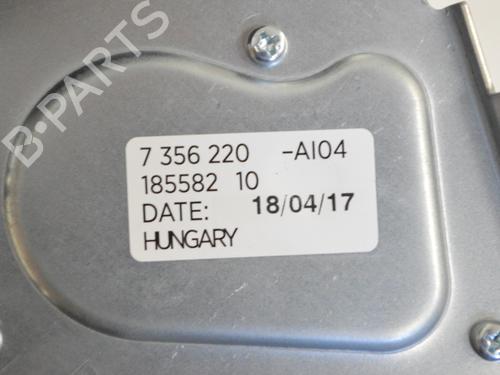 B-PARTS
7 356 220 -AI04
185582 10
DATE: 18/04/17
HUNGARY